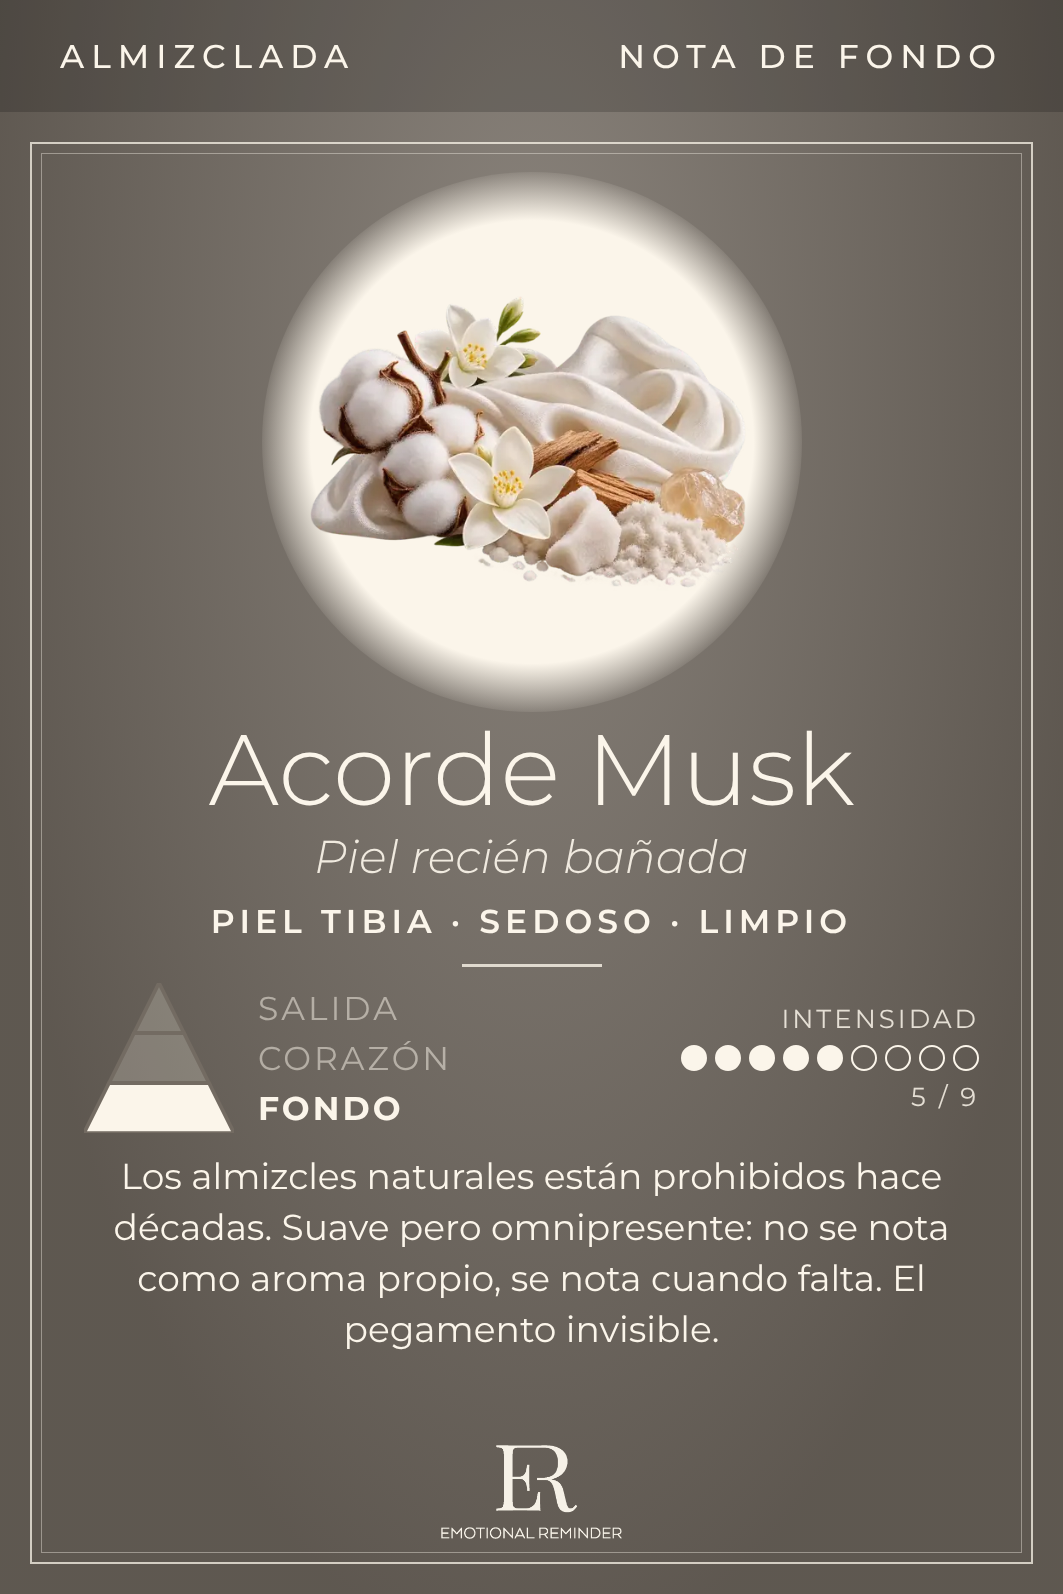 ALMIZCLADA
NOTA DE FONDO
Acorde Musk
Piel recién bañada
PIEL TIBIA · SEDOSO · LIMPIO
SALIDA
CORAZÓN
FONDO
INTENSIDAD
5 / 9
Los almizcles naturales están prohibidos hace
décadas. Suave pero omnipresente: no se nota
como aroma propio, se nota cuando falta. El
pegamento invisible.
ER
EMOTIONAL REMINDER